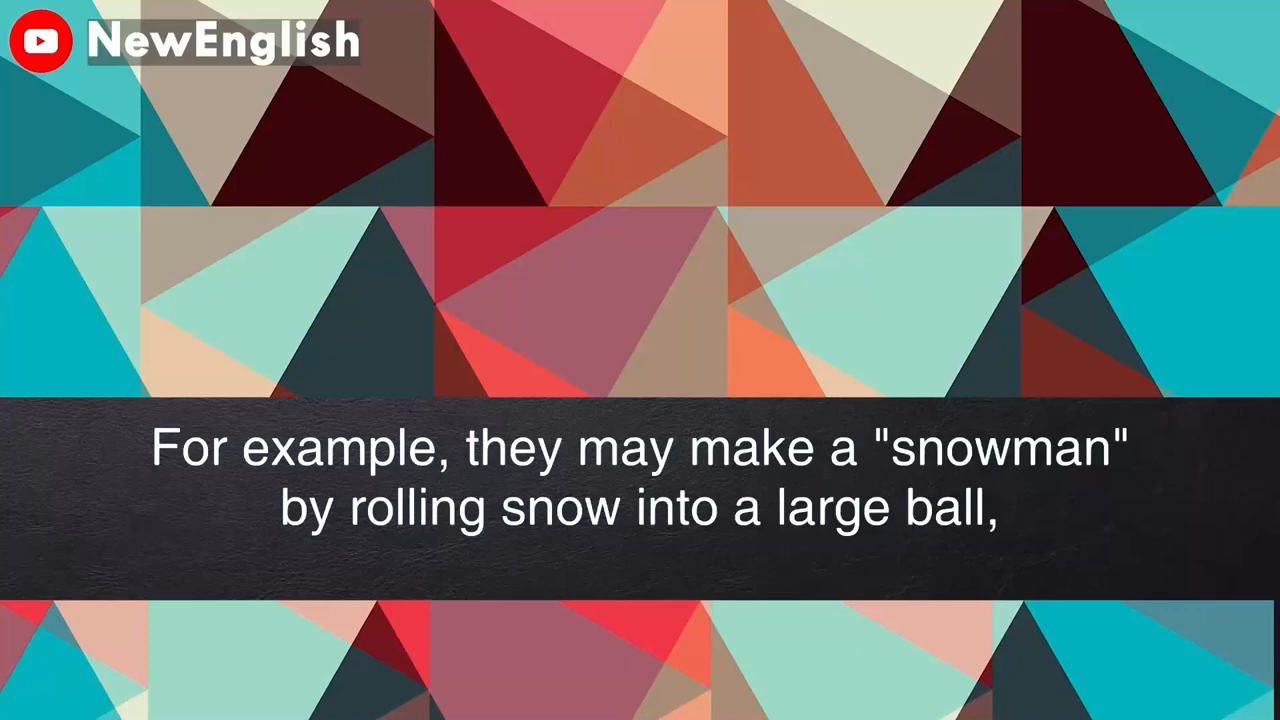 NewEnglish
For example, they may make a "snowman"
by rolling snow into a large ball,